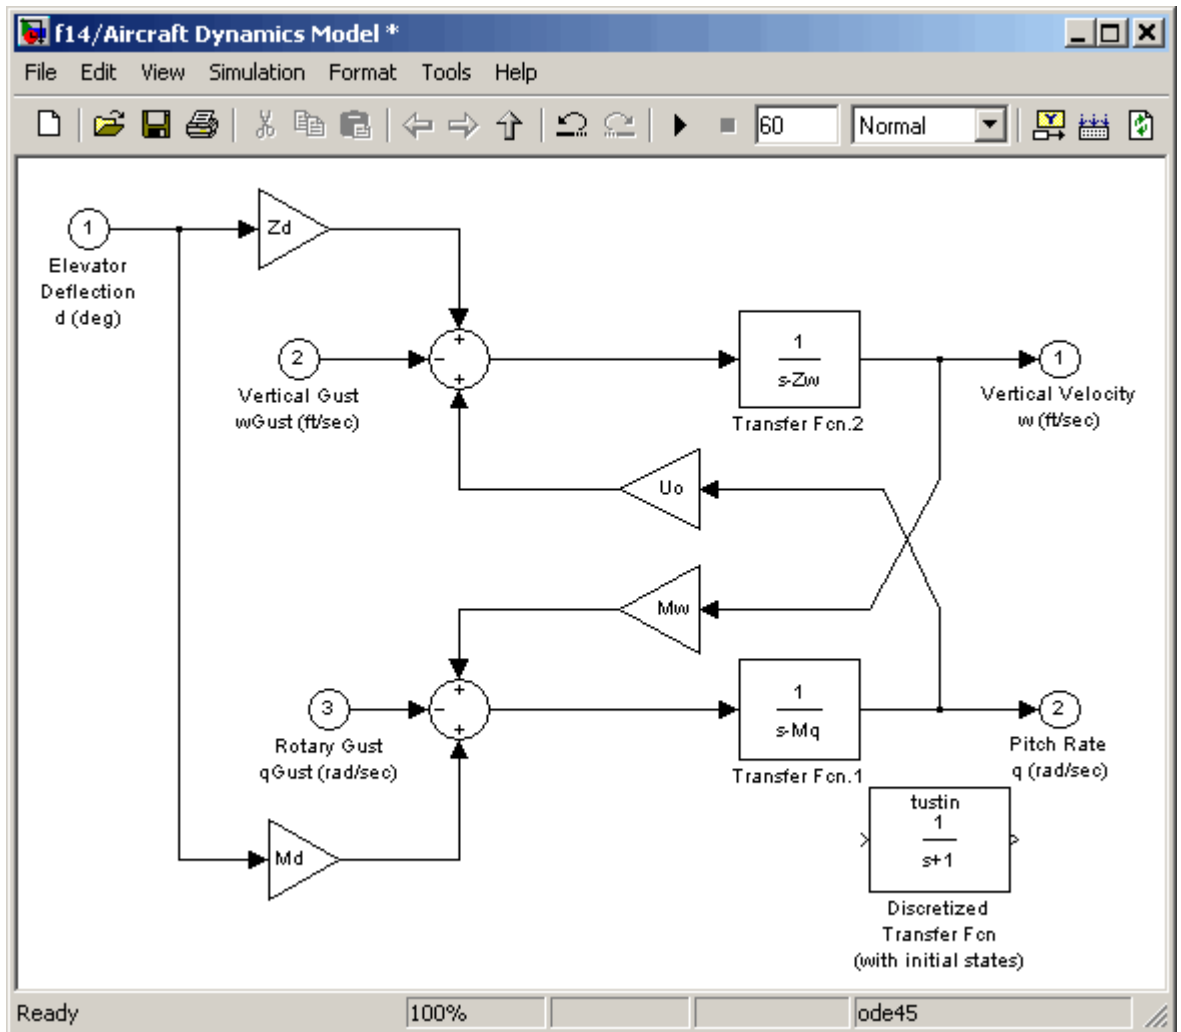 f14/Aircraft Dynamics Model *
File Edit View Simulation Format Tools Help
60 Normal
1
Elevator
Deflection
d (deg)
Zd
2
Vertical Gust
wGust (ft/sec)
+
-
+
1
s-Zw
Transfer Fcn.2
1
Vertical Velocity
w (ft/sec)
Uo
Mw
3
Rotary Gust
qGust (rad/sec)
+
-
+
1
s-Mq
Transfer Fcn.1
2
Pitch Rate
q (rad/sec)
Md
tustin
1
s+1
Discretized
Transfer Fcn
(with initial states)
Ready 100% ode45